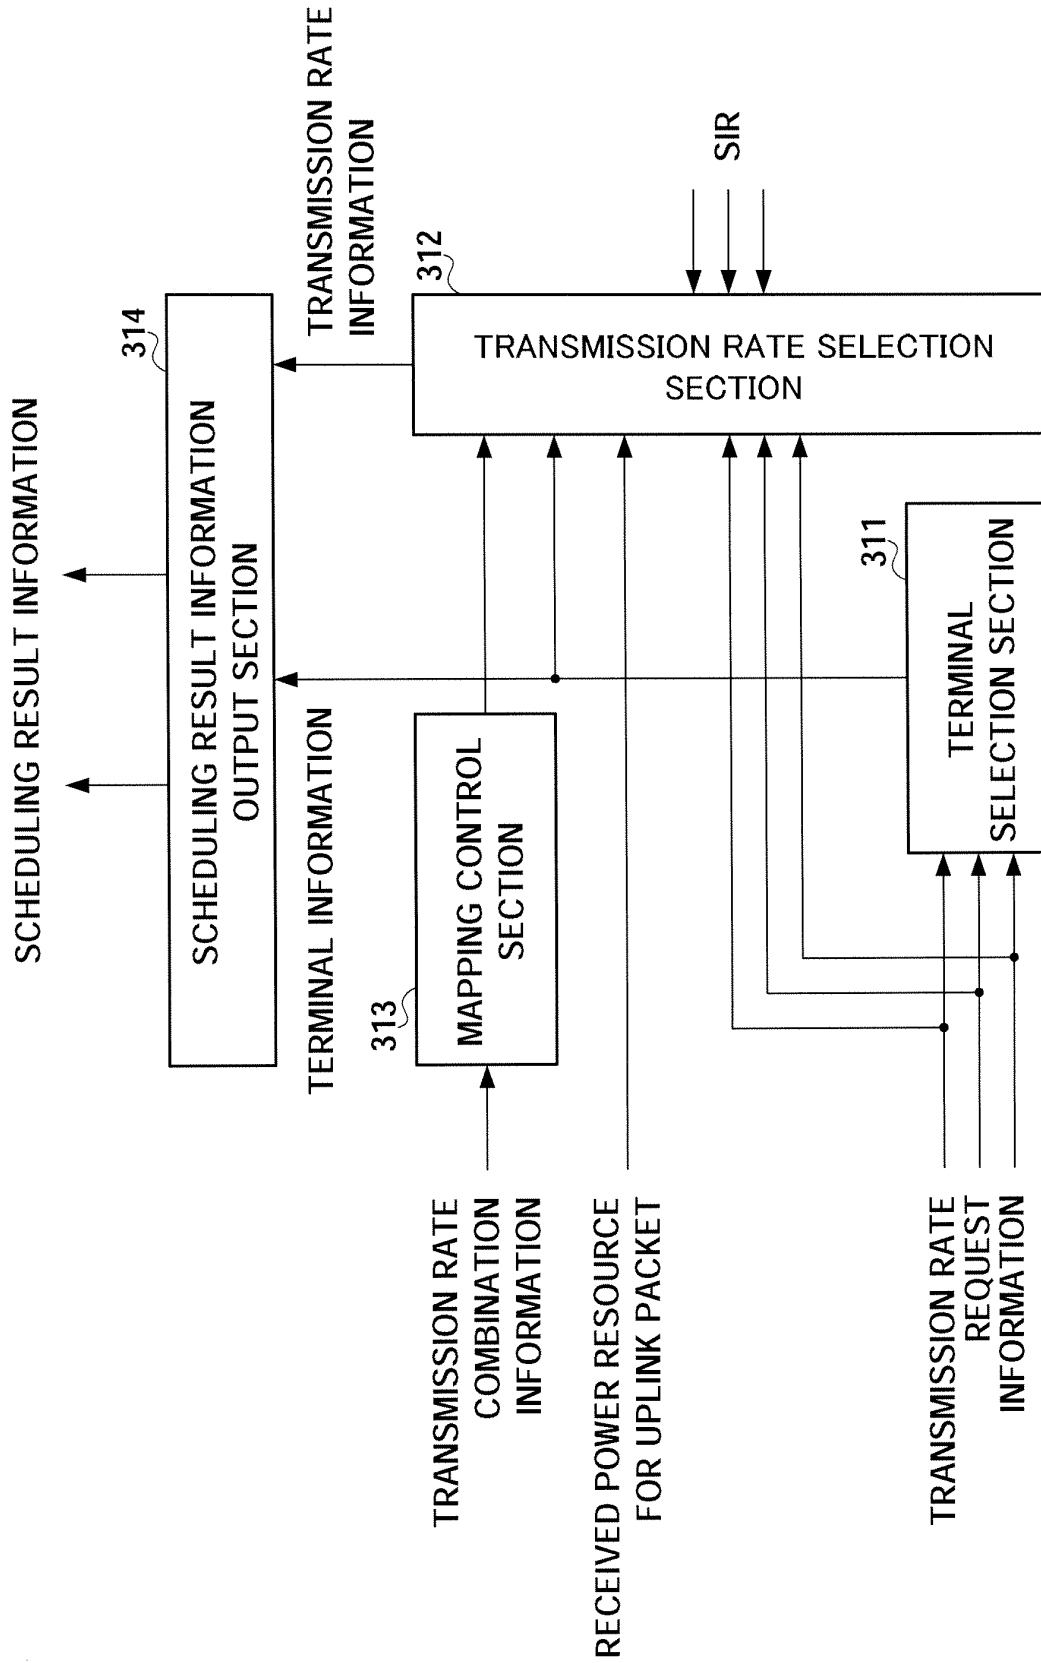 SCHEDULING RESULT INFORMATION
314
SCHEDULING RESULT INFORMATION
OUTPUT SECTION
TERMINAL INFORMATION
TRANSMISSION RATE
INFORMATION
313
MAPPING CONTROL
SECTION
312
TRANSMISSION RATE SELECTION
SECTION
SIR
TRANSMISSION RATE
COMBINATION
INFORMATION
RECEIVED POWER RESOURCE
FOR UPLINK PACKET
311
TERMINAL
SELECTION SECTION
TRANSMISSION RATE
REQUEST
INFORMATION